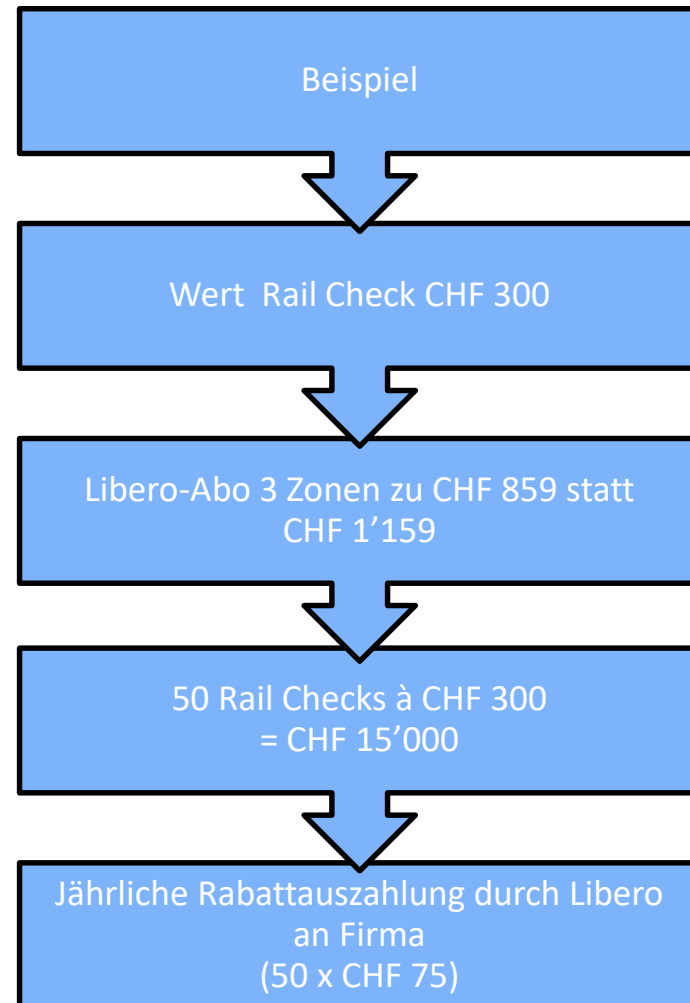 Beispiel
Wert  Rail Check CHF 300
Libero-Abo 3 Zonen zu CHF 859 statt
CHF 1’159
50 Rail Checks à CHF 300
= CHF 15’000
Jährliche Rabattauszahlung durch Libero
an Firma
(50 x CHF 75)